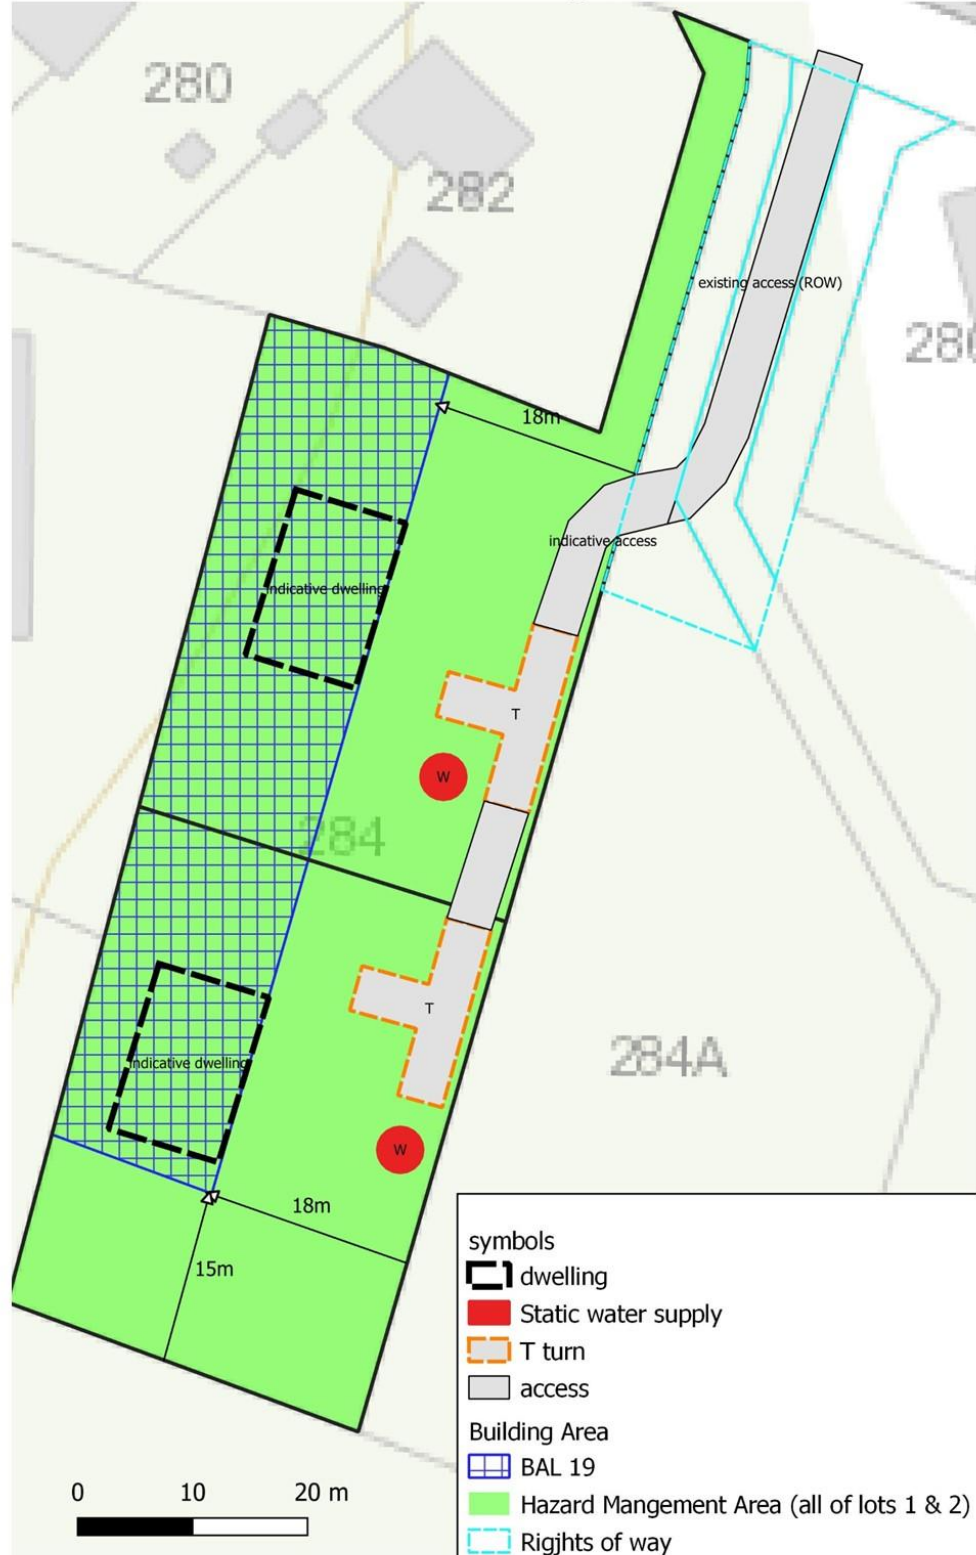 280
282
existing access (ROW)
18m
indicative access
indicative dwelling
T
W
284
T
indicative dwelling
284A
W
18m
15m
symbols
dwelling
Static water supply
T turn
access
Building Area
BAL 19
Hazard Mangement Area (all of lots 1 & 2)
Rigjhts of way
0 10 20 m